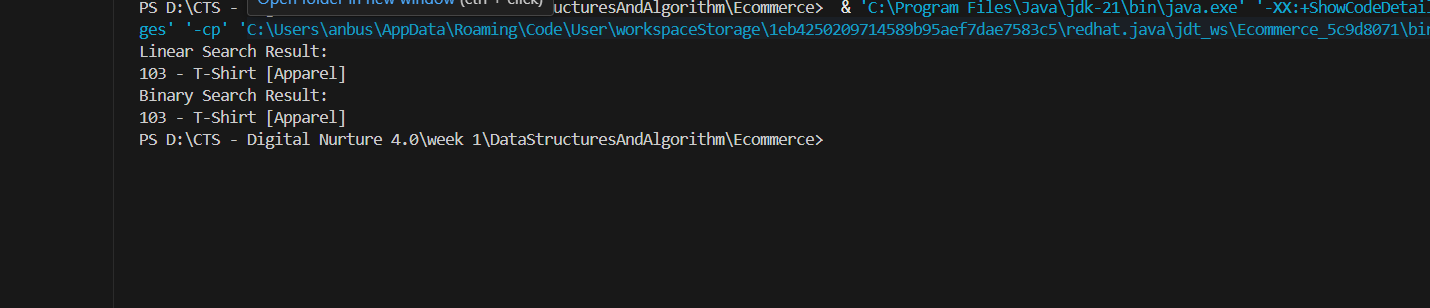 PS D:\CTS - Open folder in new window (ctrl + click) ucturesAndAlgorithm\Ecommerce>  & 'C:\Program Files\Java\jdk-21\bin\java.exe' '-XX:+ShowCodeDetail
ges' '-cp' 'C:\Users\anbus\AppData\Roaming\Code\User\workspaceStorage\1eb4250209714589b95aef7dae7583c5\redhat.java\jdt_ws\Ecommerce_5c9d8071\bin
Linear Search Result:
103 - T-Shirt [Apparel]
Binary Search Result:
103 - T-Shirt [Apparel]
PS D:\CTS - Digital Nurture 4.0\week 1\DataStructuresAndAlgorithm\Ecommerce>